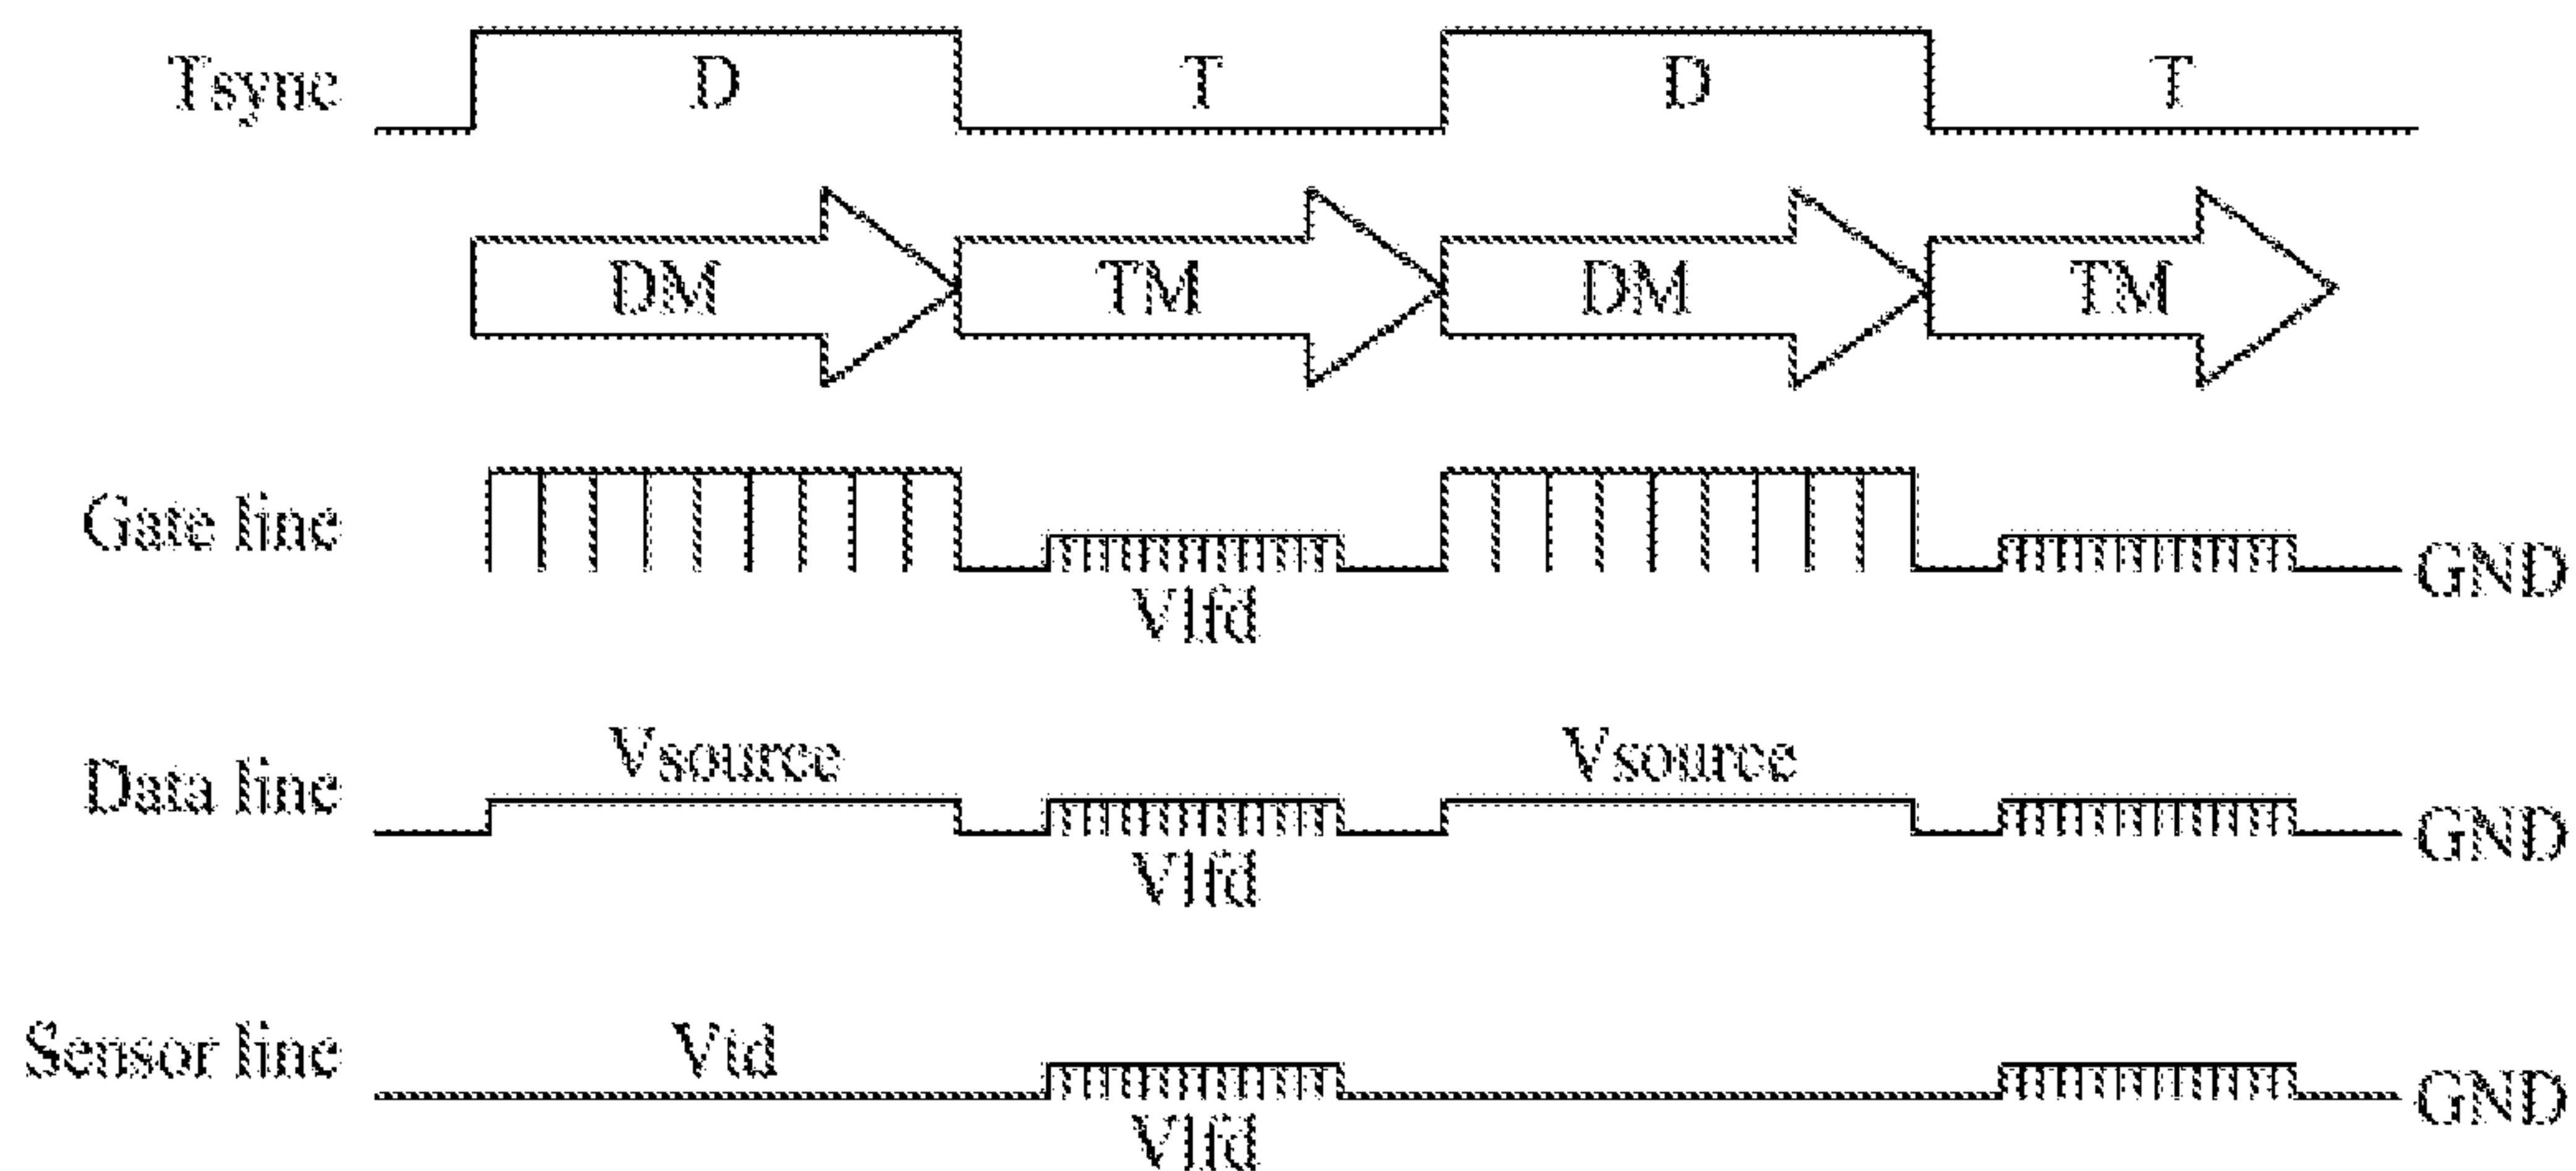 Tsync D T D T
DM TM DM TM
Gate line GND
Vlfd
Vsource Vsource
Data line GND
Vlfd
Sensor line Vtd GND
Vlfd